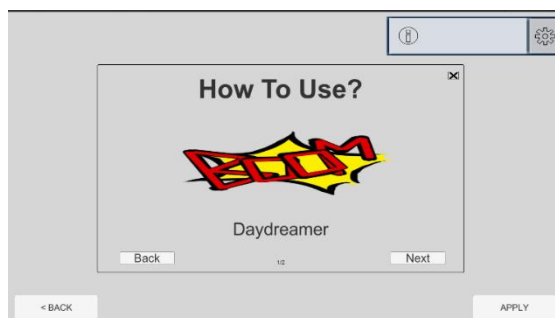 How To Use?
BOOM
Daydreamer
Back
1/2
Next
< BACK
APPLY